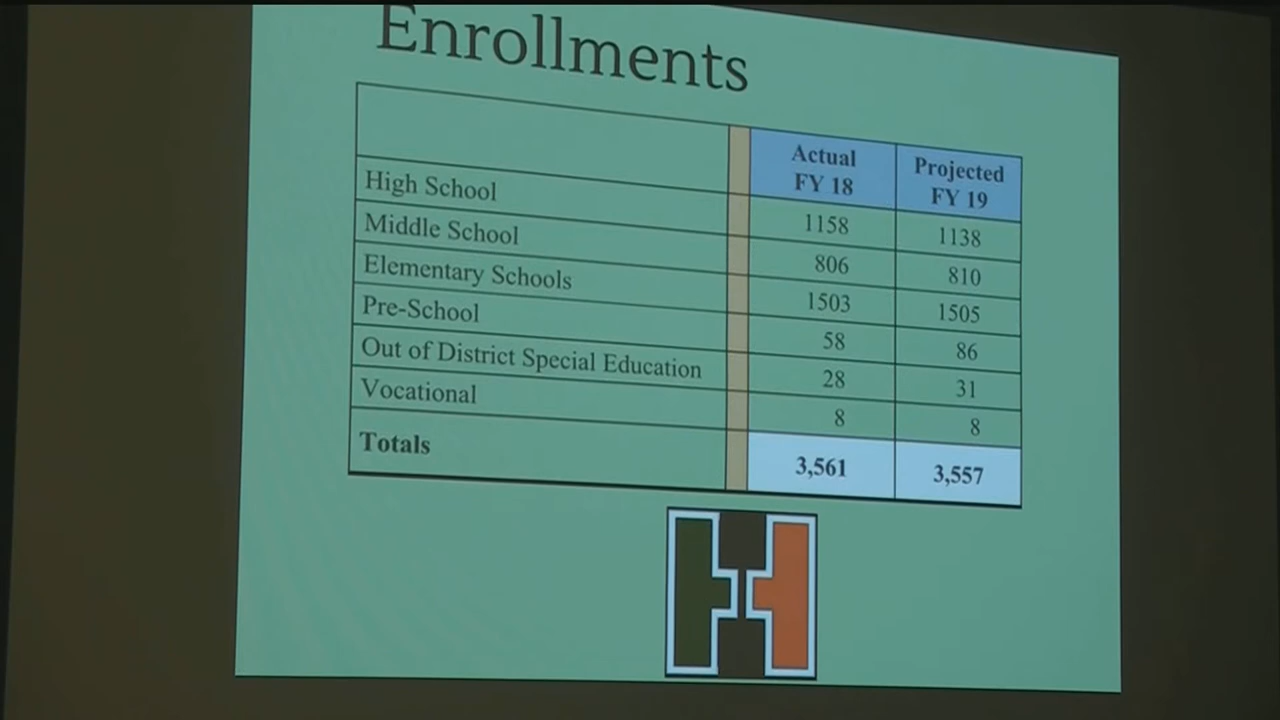 Enrollments
Actual Projected
FY 18 FY 19
High School 1158 1138
Middle School 806 810
Elementary Schools 1503 1505
Pre-School 58 86
Out of District Special Education 28 31
Vocational 8 8
Totals 3,561 3,557
H